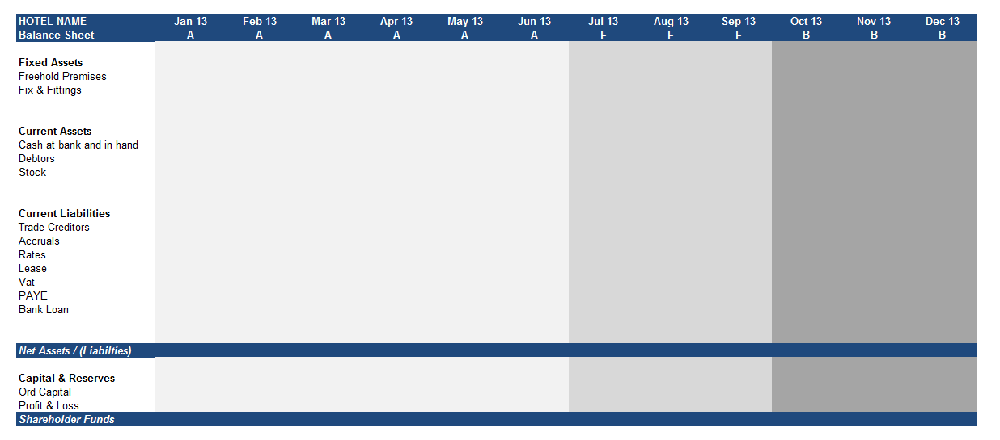 HOTEL NAME Jan-13 Feb-13 Mar-13 Apr-13 May-13 Jun-13 Jul-13 Aug-13 Sep-13 Oct-13 Nov-13 Dec-13
Balance Sheet A A A A A A F F F B B B
Fixed Assets
Freehold Premises
Fix & Fittings
Current Assets
Cash at bank and in hand
Debtors
Stock
Current Liabilities
Trade Creditors
Accruals
Rates
Lease
Vat
PAYE
Bank Loan
Net Assets / (Liabilties)
Capital & Reserves
Ord Capital
Profit & Loss
Shareholder Funds